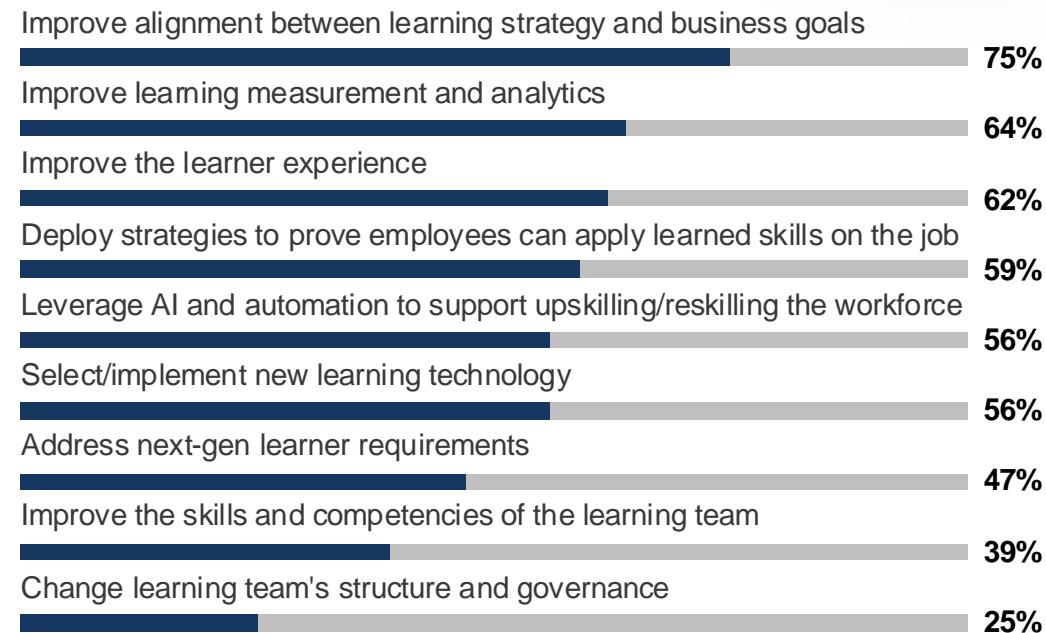 Improve alignment between learning strategy and business goals
75%
Improve learning measurement and analytics
64%
Improve the learner experience
62%
Deploy strategies to prove employees can apply learned skills on the job
59%
Leverage AI and automation to support upskilling/reskilling the workforce
56%
Select/implement new learning technology
56%
Address next-gen learner requirements
47%
Improve the skills and competencies of the learning team
39%
Change learning team's structure and governance
25%